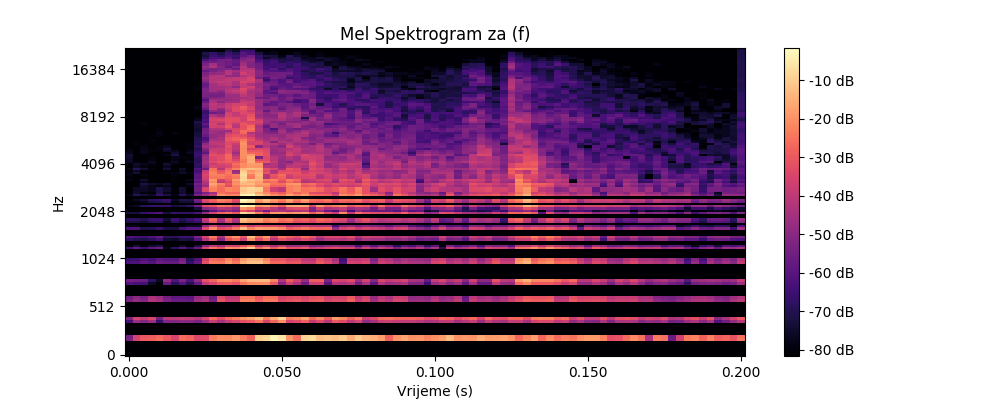 Mel Spektrogram za (f)
Hz
16384
8192
4096
2048
1024
512
0
0.000
0.050
0.100
0.150
0.200
Vrijeme (s)
-10 dB
-20 dB
-30 dB
-40 dB
-50 dB
-60 dB
-70 dB
-80 dB